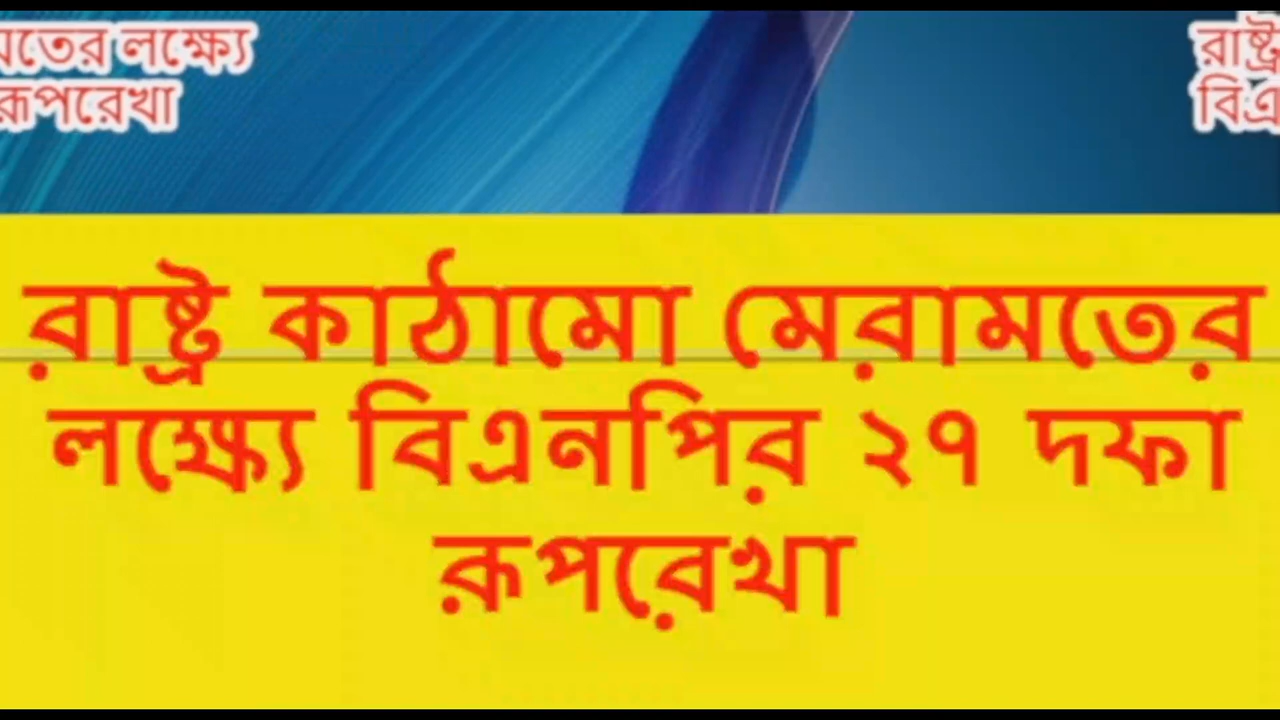 মতের লক্ষ্যে
রূপরেখা
রাষ্ট্র
বিএ
রাষ্ট্র কাঠামো মেরামতের
লক্ষ্যে বিএনপির ২৭ দফা
রূপরেখা